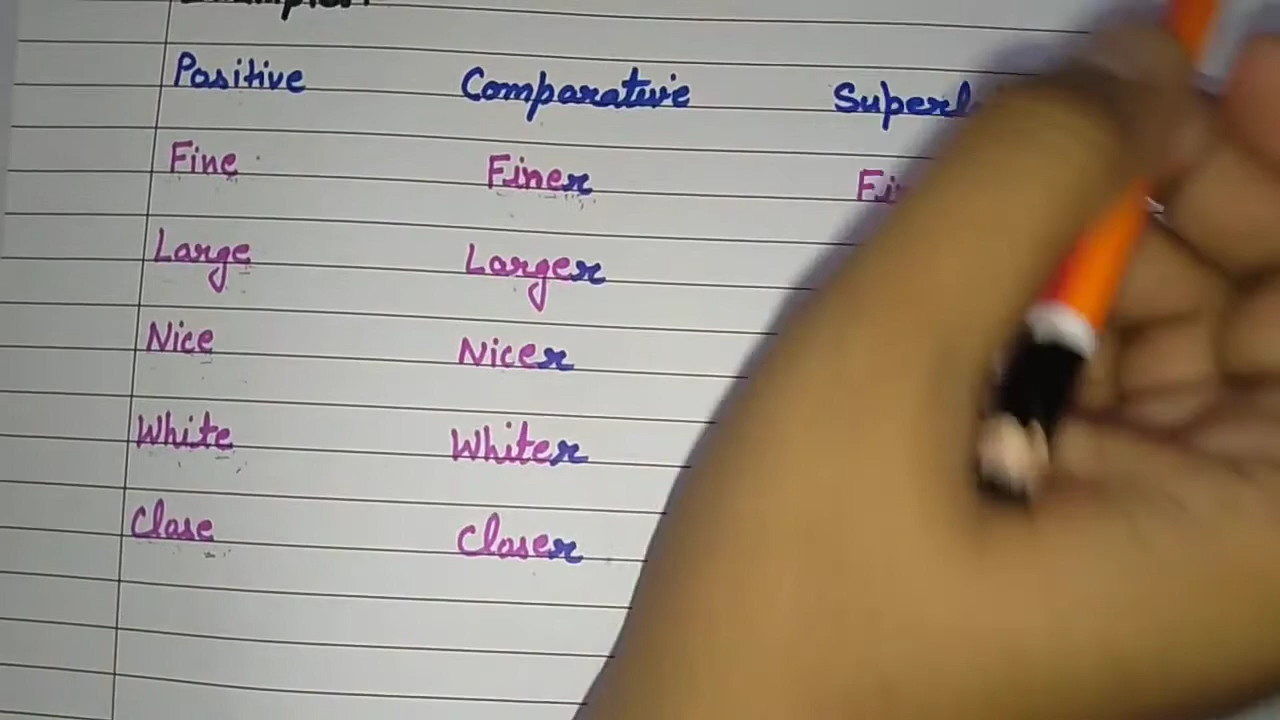 Positive Comparative
Fine Finer
Large Larger
Nice Nicer
White Whiter
Close Closer